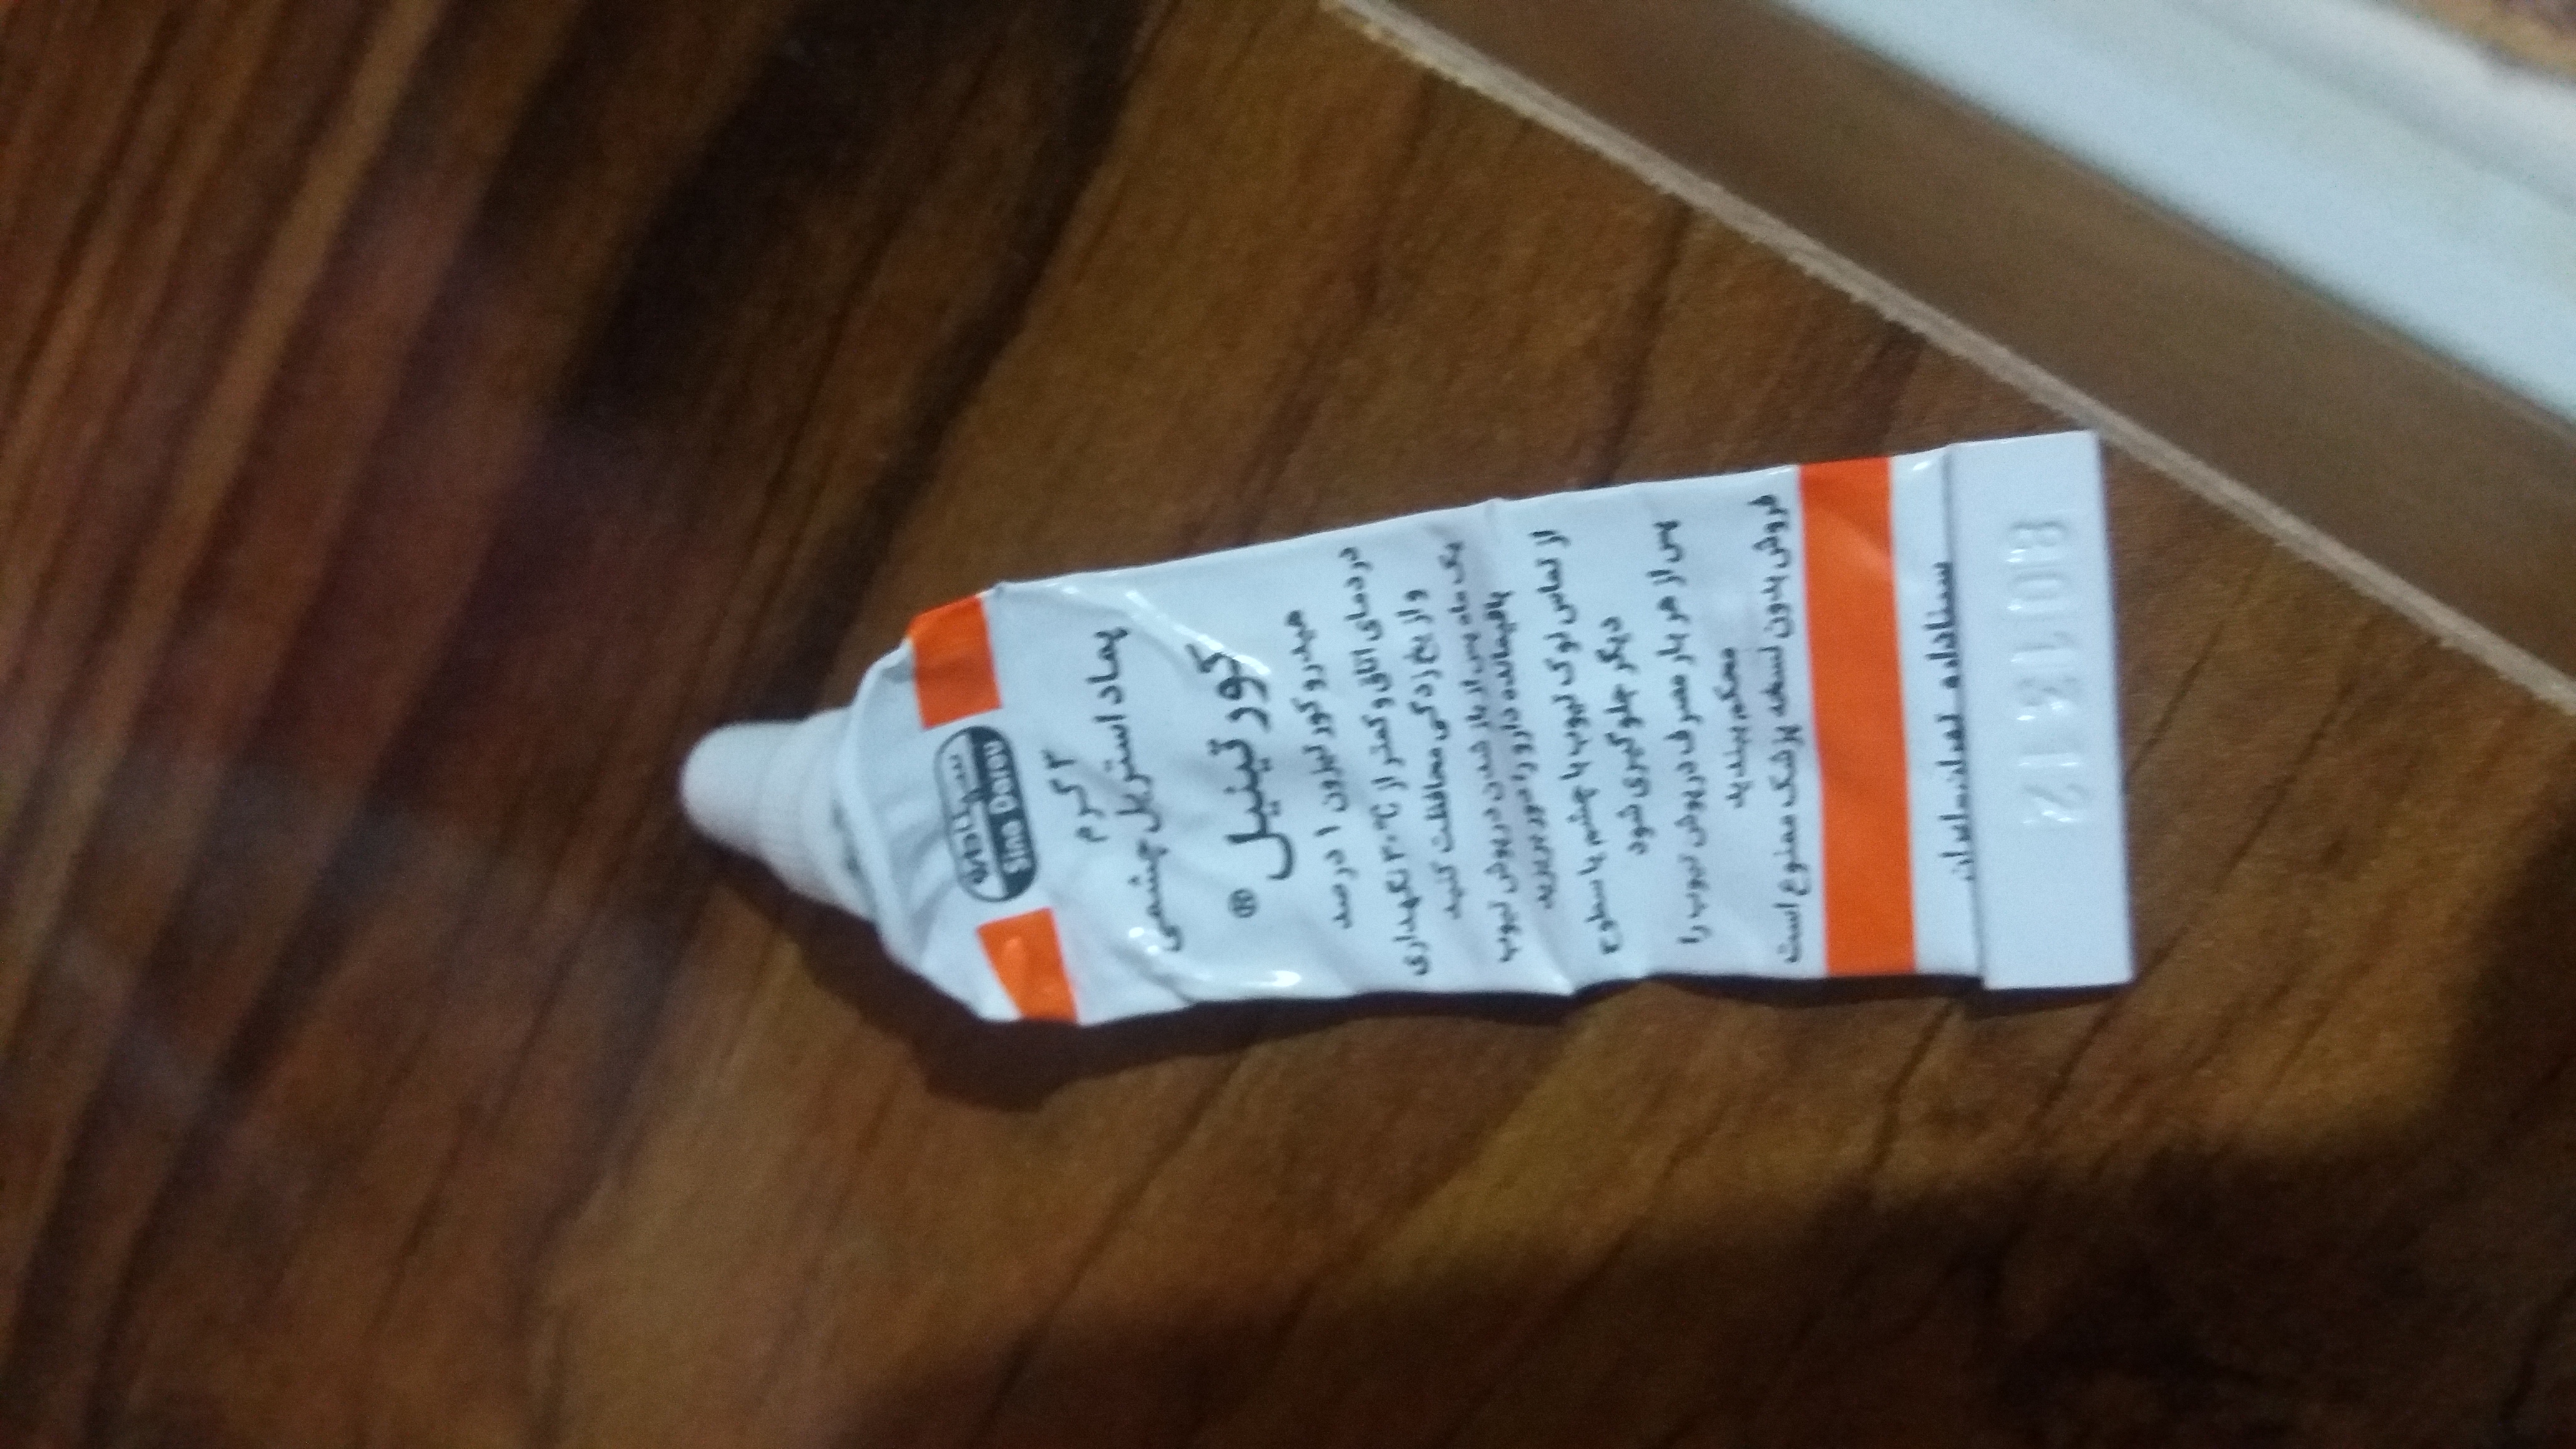 سینادارو
Sina Darou
۳ گرم
پماد استریل چشمی
کورتینیل®
هیدروکورتیزون ۱ درصد
در دمای اتاق و کمتر از ۳۰°C نگهداری
و از یخ زدگی محافظت کنید
یک ماه پس از باز شدن درپوش تیوب
باقیمانده دارو را دور بریزید
از تماس نوک تیوب با چشم یا سطوح
دیگر جلوگیری شود
پس از هر بار مصرف درپوش تیوب را
محکم ببندید
فروش بدون نسخه پزشک ممنوع است
سینادارو تهران-ایران
8001312